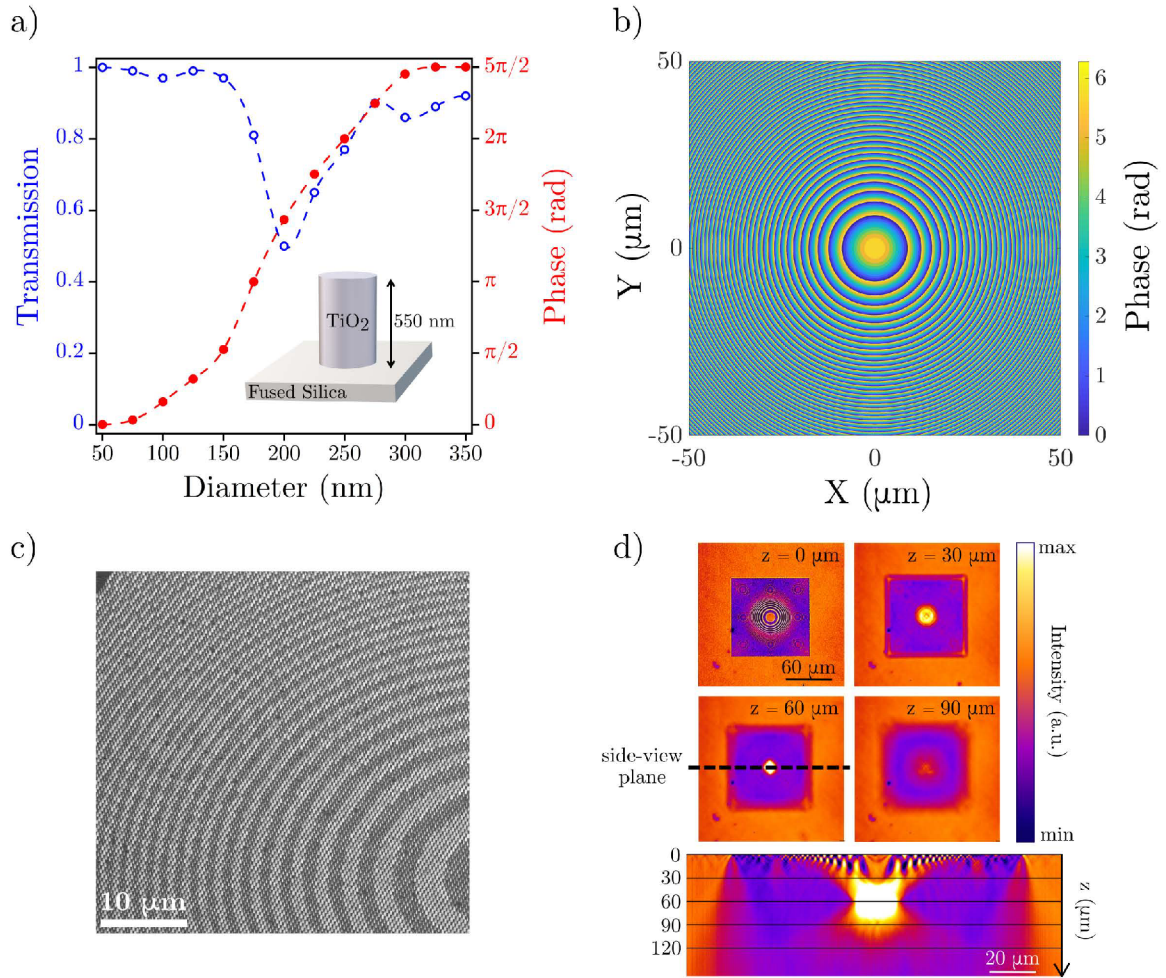 a)
1
0.8
0.6
0.4
0.2
0
Transmission
5π/2
2π
3π/2
π
π/2
0
Phase (rad)
TiO2
550 nm
Fused Silica
50 100 150 200 250 300 350
Diameter (nm)
b)
50
0
-50
Y (μm)
-50 0 50
X (μm)
6
5
4
3
2
1
0
Phase (rad)
c)
10 μm
d)
z = 0 μm
60 μm
z = 30 μm
z = 60 μm
z = 90 μm
side-view
plane
max
Intensity (a.u.)
min
0
30
60
90
120
20 μm
z (μm)